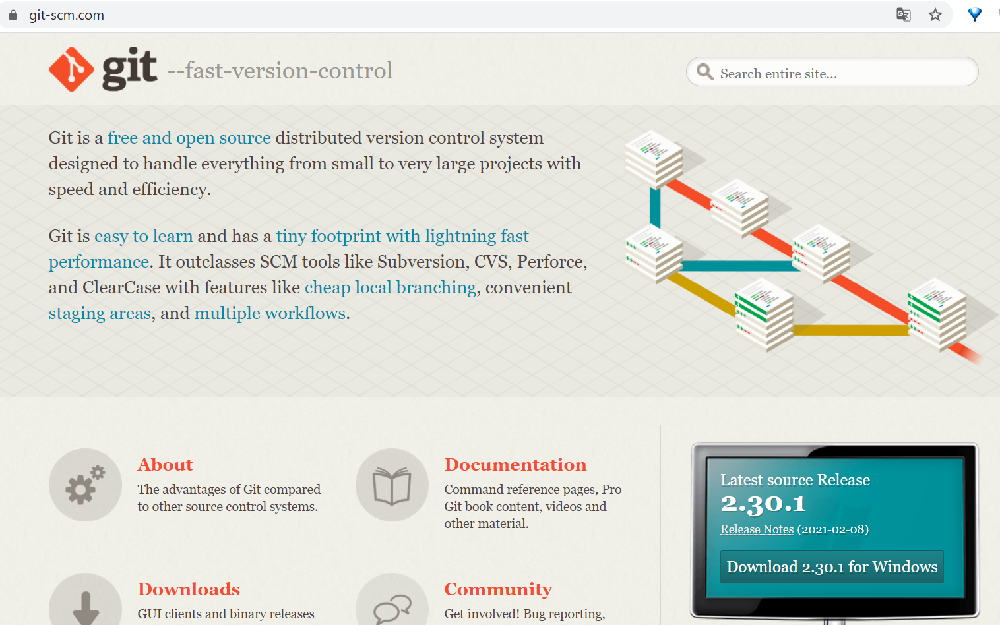 git-scm.com
git --fast-version-control
Search entire site...
Git is a free and open source distributed version control system
designed to handle everything from small to very large projects with
speed and efficiency.
Git is easy to learn and has a tiny footprint with lightning fast
performance. It outclasses SCM tools like Subversion, CVS, Perforce,
and ClearCase with features like cheap local branching, convenient
staging areas, and multiple workflows.
About
The advantages of Git compared
to other source control systems.
Documentation
Command reference pages, Pro
Git book content, videos and
other material.
Downloads
GUI clients and binary releases
Community
Get involved! Bug reporting,
Latest source Release
2.30.1
Release Notes (2021-02-08)
Download 2.30.1 for Windows